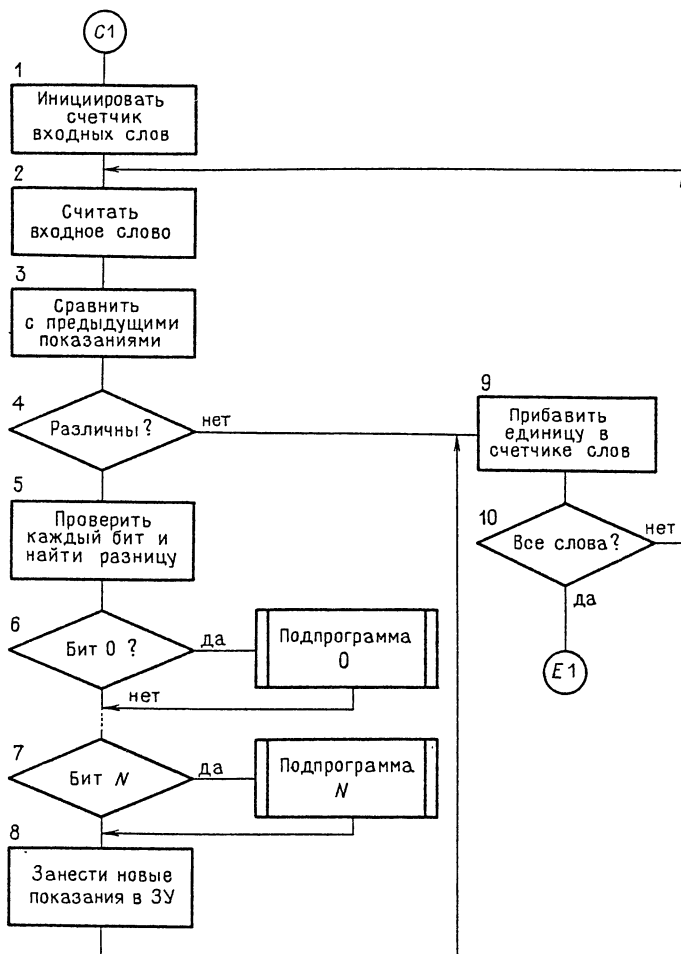 C1
1
Инициировать
счетчик
входных слов
2
Считать
входное слово
3
Сравнить
с предыдущими
показаниями
4
Различны?
нет
5
Проверить
каждый бит и
найти разницу
6
Бит 0 ?
да
Подпрограмма
0
нет
7
Бит N
да
Подпрограмма
N
8
Занести новые
показания в ЗУ
9
Прибавить
единицу в
счетчике слов
10
Все слова?
нет
да
E1